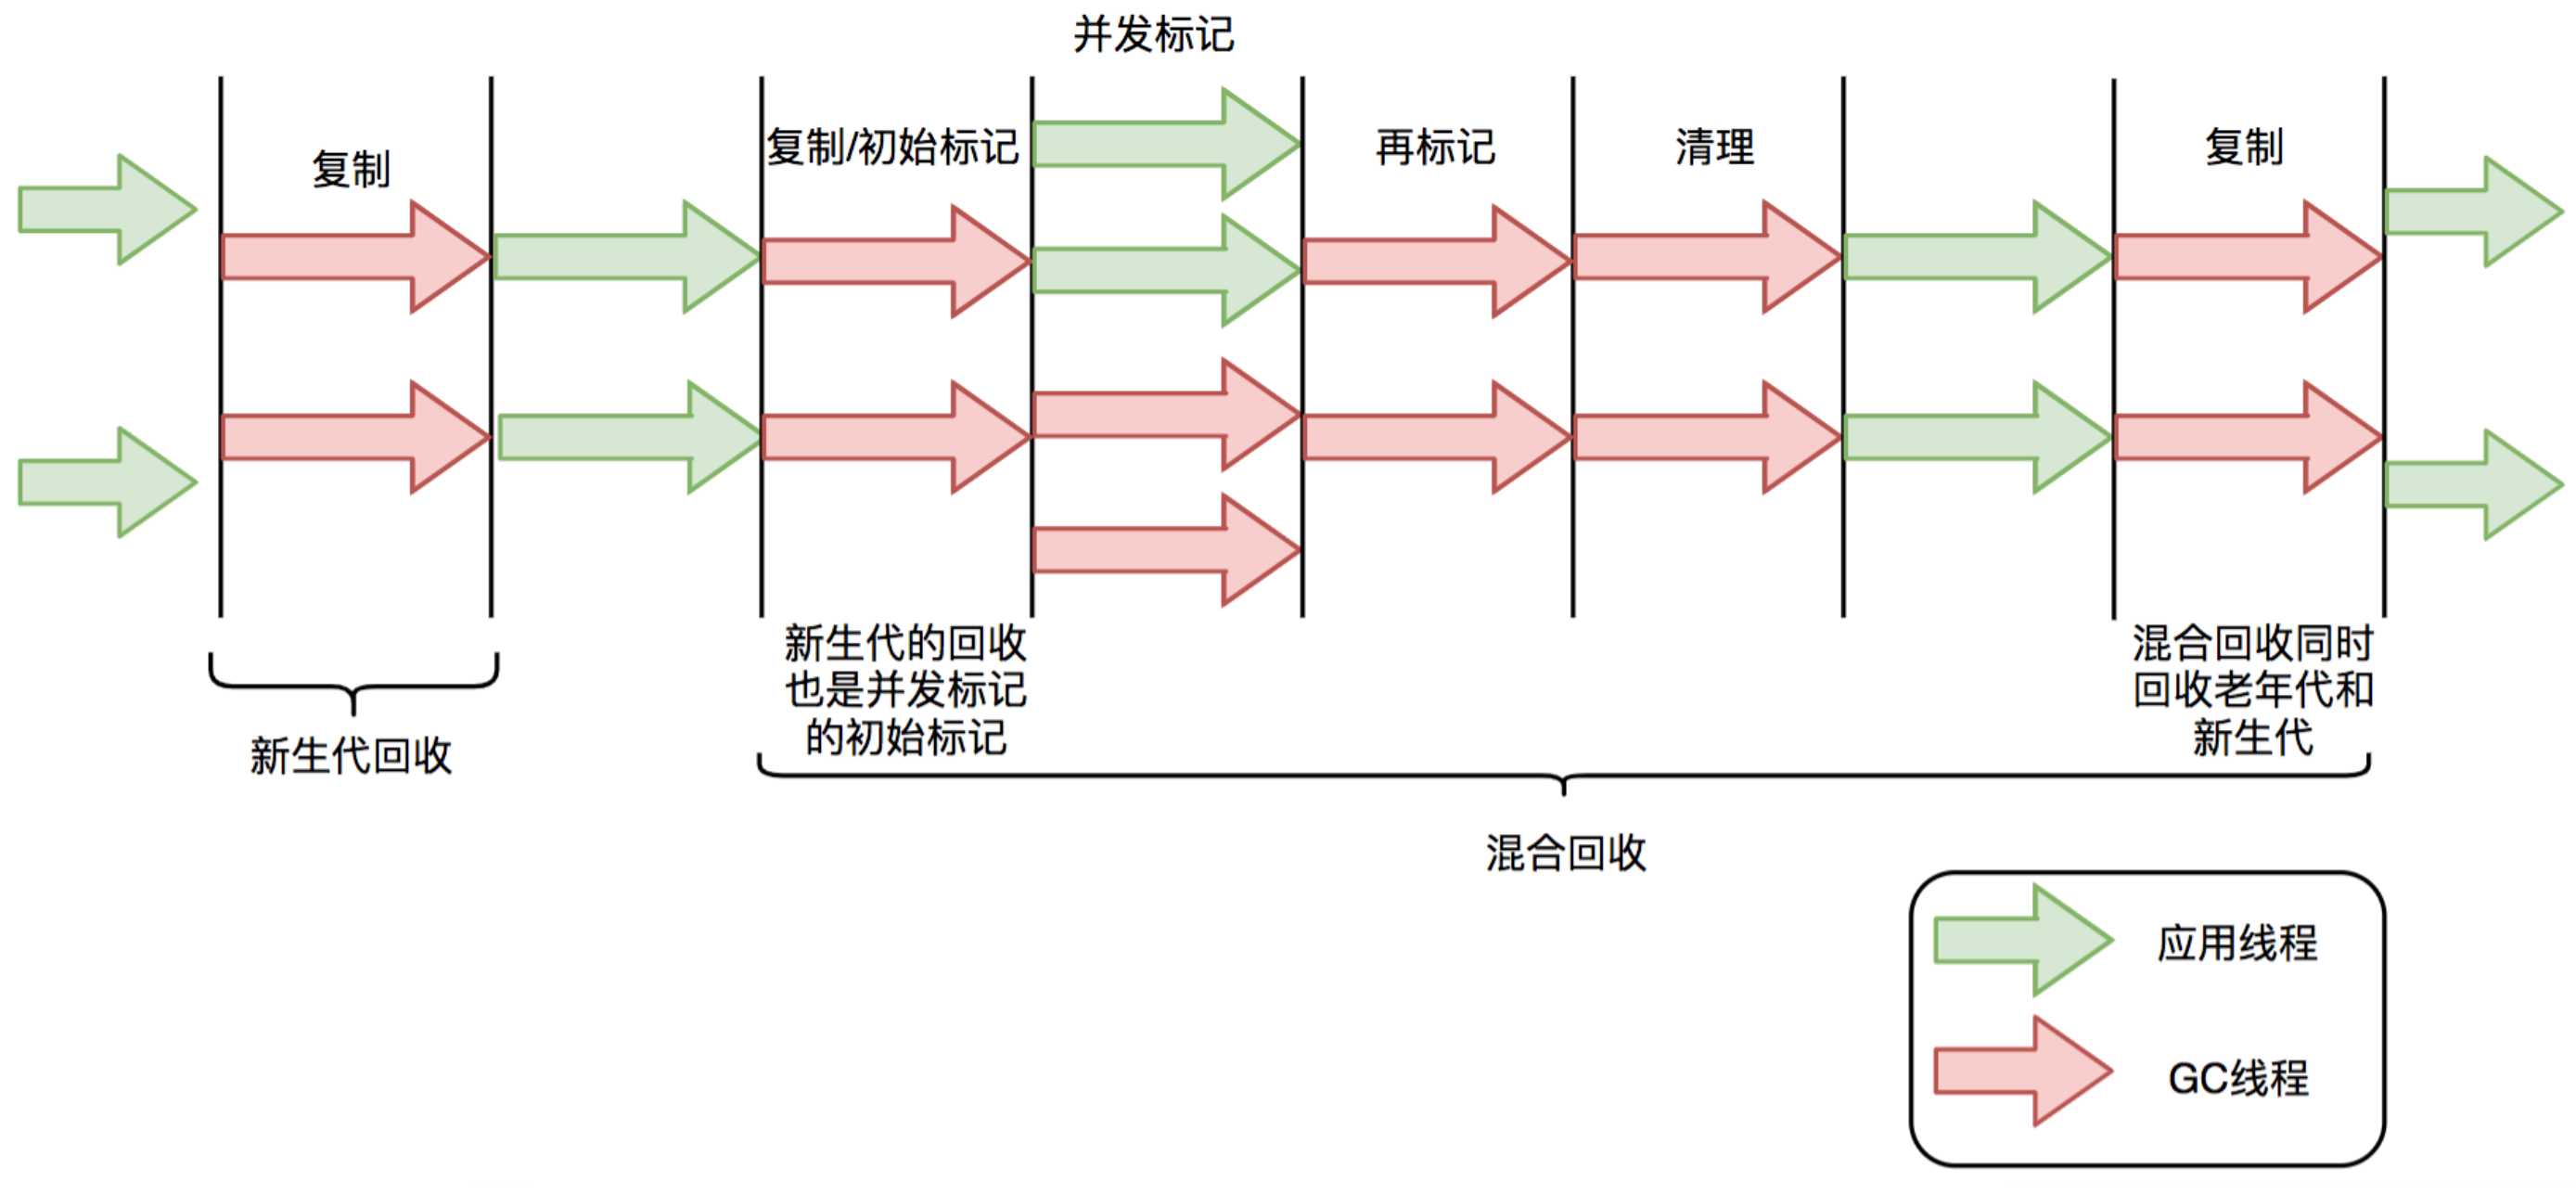 并发标记
复制
复制/初始标记
再标记
清理
复制
新生代的回收
也是并发标记
的初始标记
混合回收同时
回收老年代和
新生代
新生代回收
混合回收
应用线程
GC线程